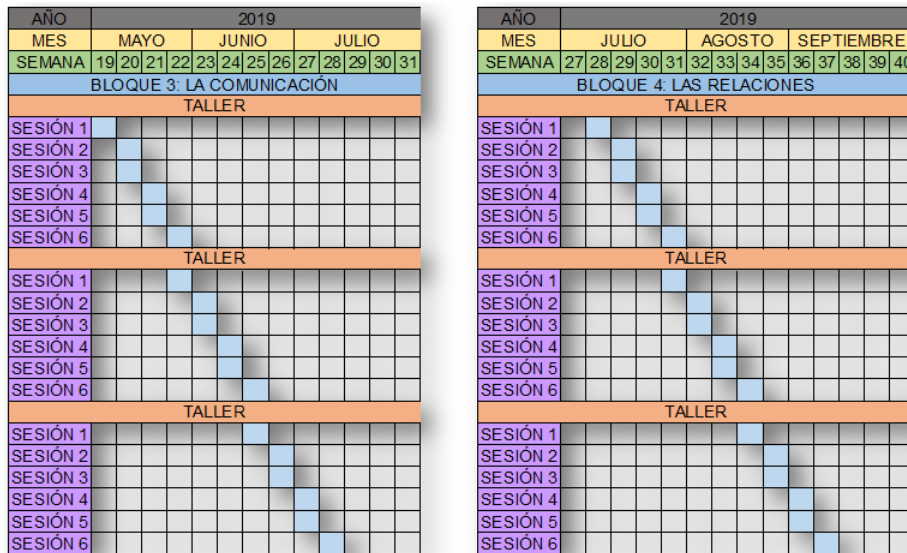 AÑO 2019
MES MAYO JUNIO JULIO
SEMANA 19 20 21 22 23 24 25 26 27 28 29 30 31
BLOQUE 3: LA COMUNICACIÓN
TALLER
SESIÓN 1
SESIÓN 2
SESIÓN 3
SESIÓN 4
SESIÓN 5
SESIÓN 6
TALLER
SESIÓN 1
SESIÓN 2
SESIÓN 3
SESIÓN 4
SESIÓN 5
SESIÓN 6
TALLER
SESIÓN 1
SESIÓN 2
SESIÓN 3
SESIÓN 4
SESIÓN 5
SESIÓN 6
AÑO 2019
MES JULIO AGOSTO SEPTIEMBRE
SEMANA 27 28 29 30 31 32 33 34 35 36 37 38 39 40
BLOQUE 4: LAS RELACIONES
TALLER
SESIÓN 1
SESIÓN 2
SESIÓN 3
SESIÓN 4
SESIÓN 5
SESIÓN 6
TALLER
SESIÓN 1
SESIÓN 2
SESIÓN 3
SESIÓN 4
SESIÓN 5
SESIÓN 6
TALLER
SESIÓN 1
SESIÓN 2
SESIÓN 3
SESIÓN 4
SESIÓN 5
SESIÓN 6